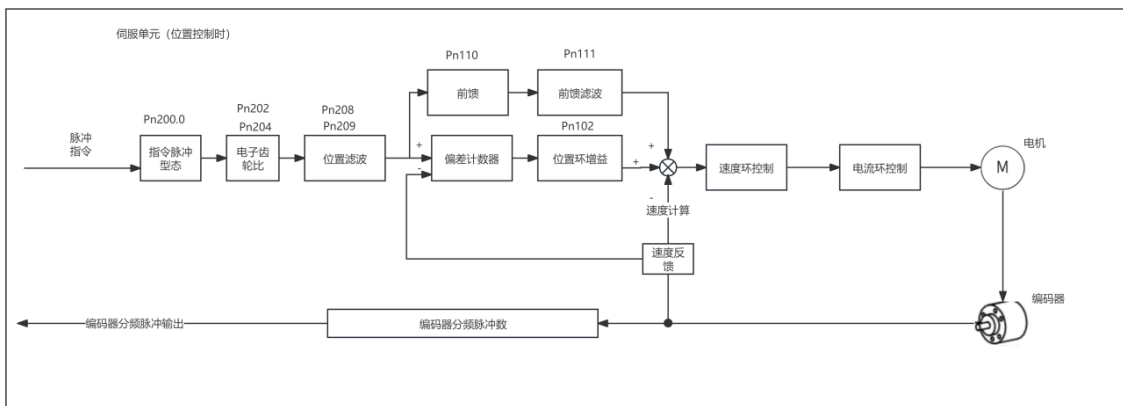 伺服单元（位置控制时）
Pn110
Pn111
前馈
前馈滤波
Pn200.0
Pn202
Pn204
Pn208
Pn209
Pn102
脉冲
指令
指令脉冲
型态
电子齿
轮比
位置滤波
+
-
偏差计数器
位置环增益
+
+
-
速度环控制
电流环控制
电机
M
速度计算
速度反
馈
编码器
编码器分频脉冲输出
编码器分频脉冲数